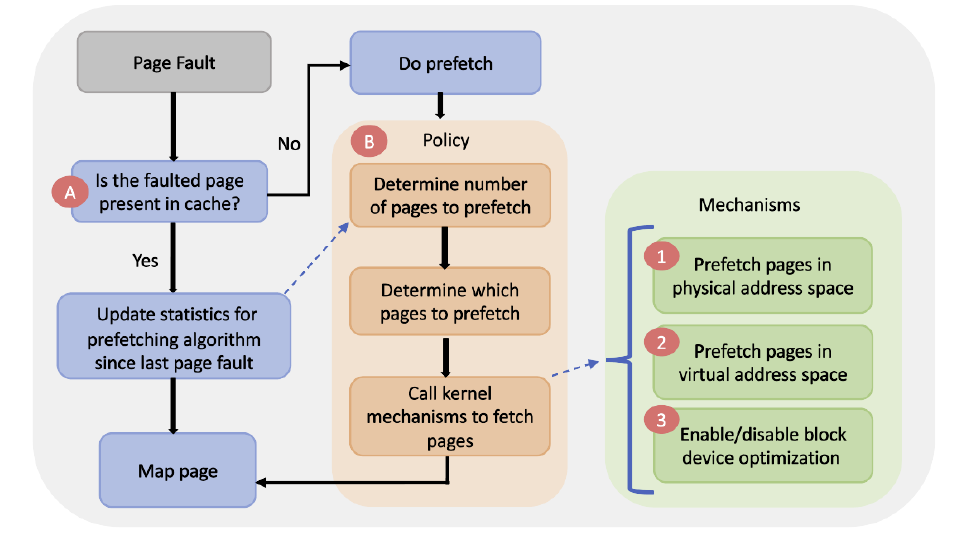 Page Fault
Do prefetch
No
B
Policy
A
Is the faulted page
present in cache?
Determine number
of pages to prefetch
Mechanisms
Yes
1
Prefetch pages in
physical address space
Determine which
pages to prefetch
Update statistics for
prefetching algorithm
since last page fault
2
Prefetch pages in
virtual address space
Call kernel
mechanisms to fetch
pages
3
Enable/disable block
device optimization
Map page